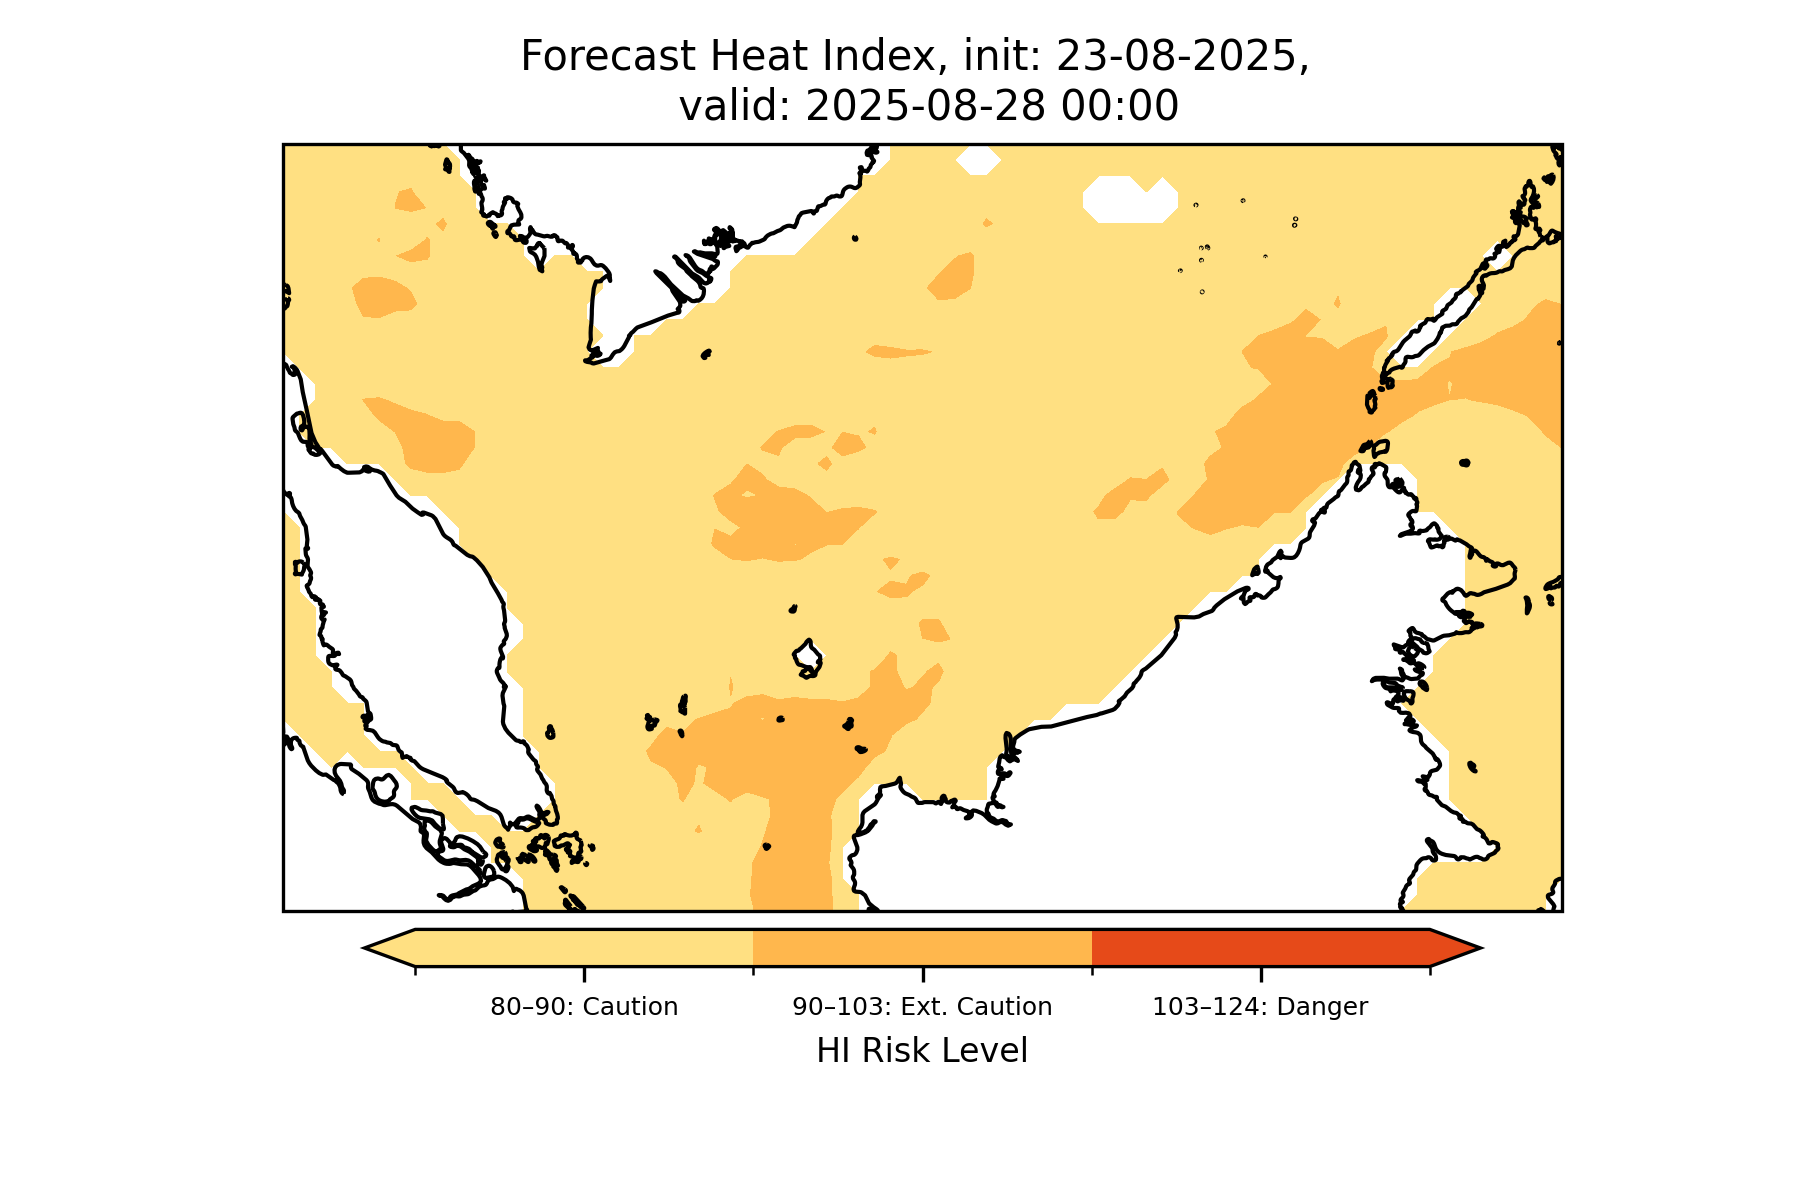 Forecast Heat Index, init: 23-08-2025,
valid: 2025-08-28 00:00
80–90: Caution
90–103: Ext. Caution
103–124: Danger
HI Risk Level